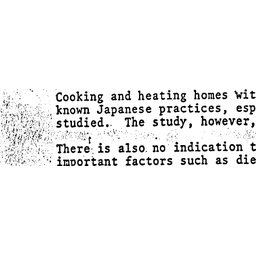 Cooking and heating homes wit
known Japanese practices, esp
studied. The study, however,
There is also no indication t
important factors such as die